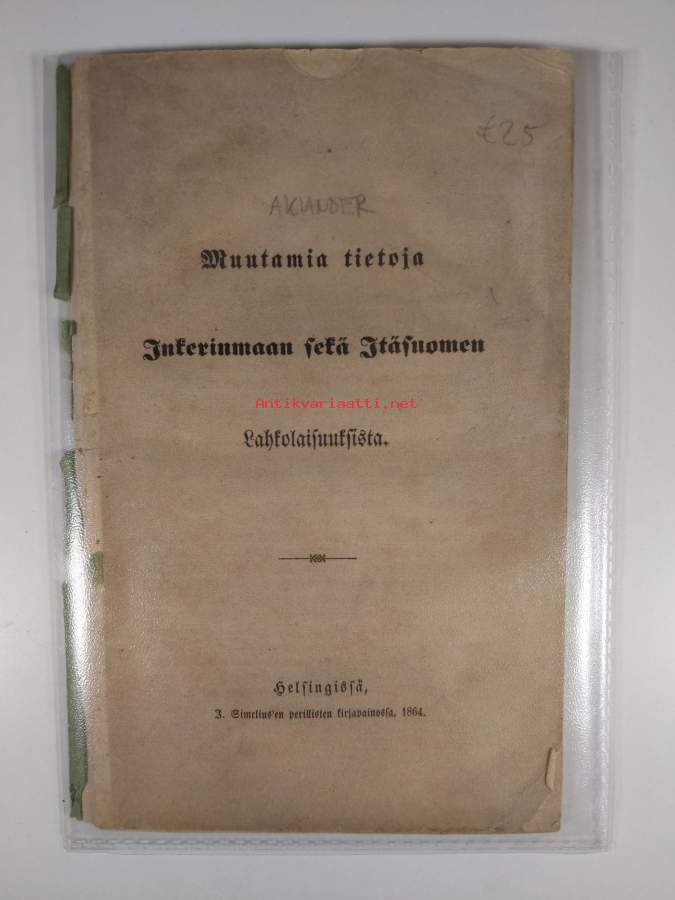 €25
AKIANDER
Muutamia tietoja
Inkerinmaan sekä Itäsuomen
Antikvariaatti.net
Lahkolaisuuksista.
Helsingissä,
J. Simelius'en perillisten kirjapainossa, 1864.